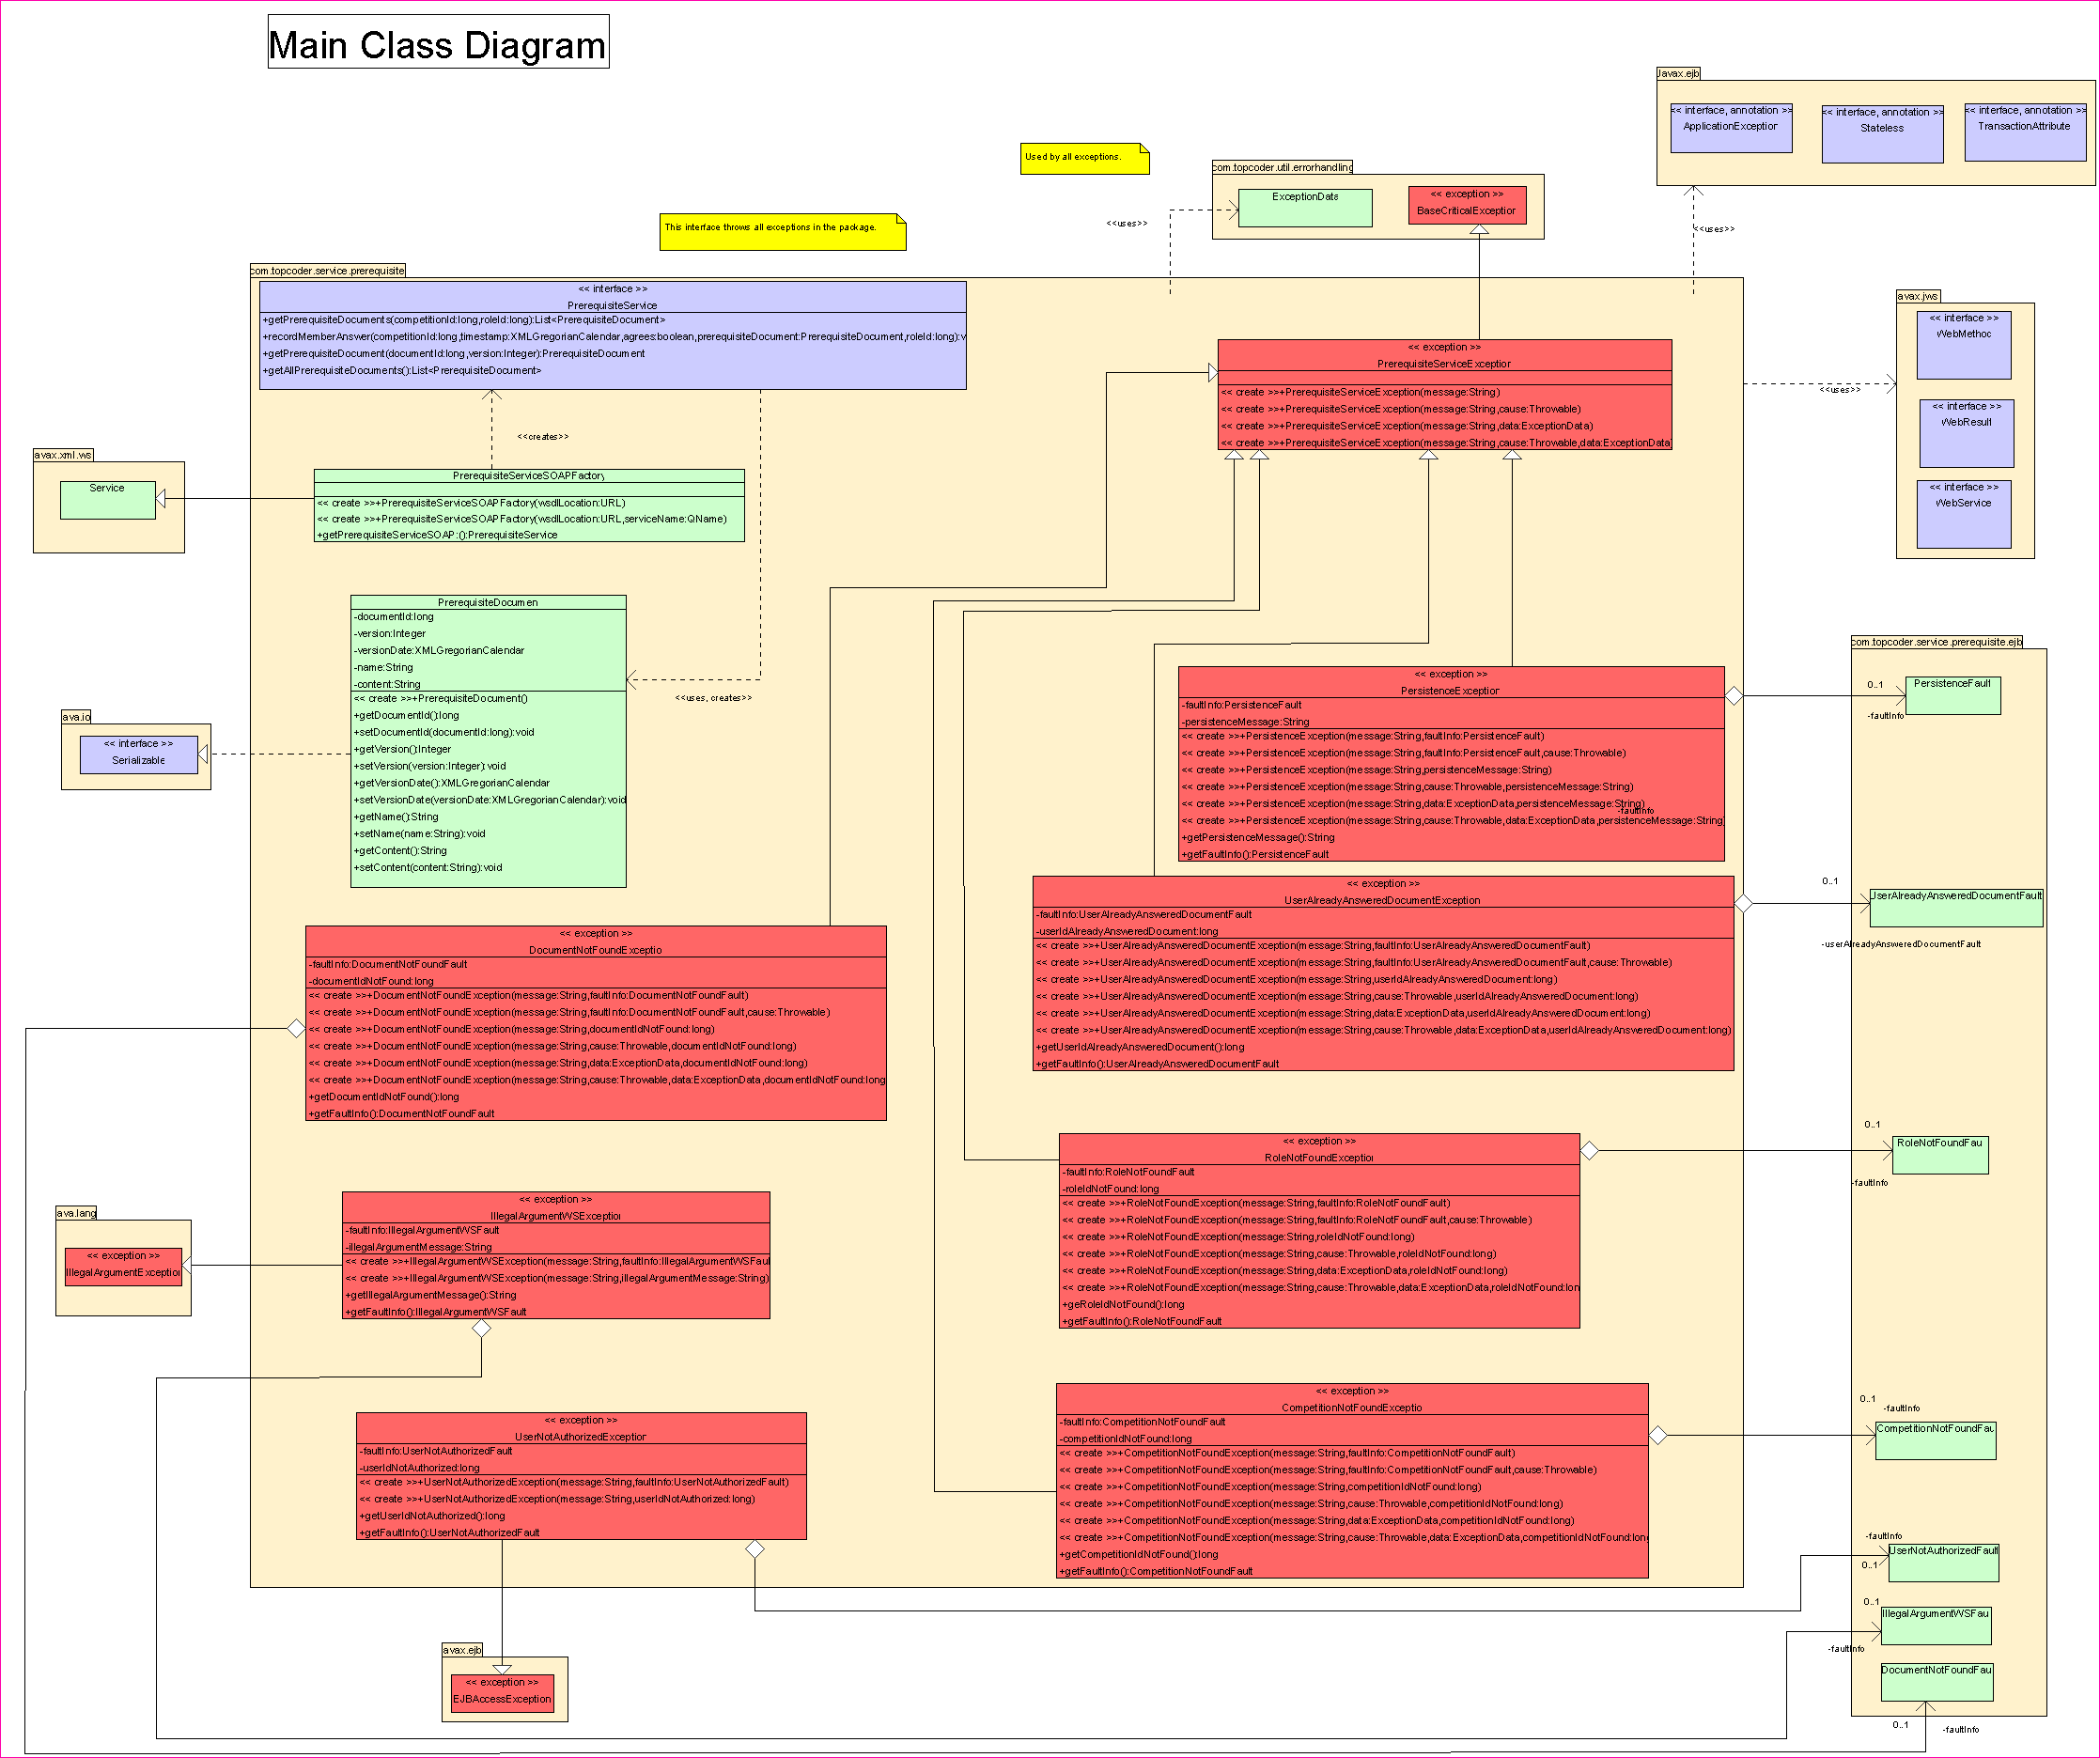 Main Class Diagram
Javax.ejb
<< interface, annotation >>
ApplicationException
<< interface, annotation >>
Stateless
<< interface, annotation >>
TransactionAttribute
Used by all exceptions.
com.topcoder.util.errorhandling
ExceptionData
<< exception >>
BaseCriticalException
<<uses>>
<<uses>>
This interface throws all exceptions in the package.
com.topcoder.service.prerequisite
<< interface >>
PrerequisiteService
+getPrerequisiteDocuments(competitionId:long,roleId:long):List<PrerequisiteDocument>
+recordMemberAnswer(competitionId:long,timestamp:XMLGregorianCalendar,agrees:boolean,prerequisiteDocument:PrerequisiteDocument,roleId:long):v
+getPrerequisiteDocument(documentId:long,version:Integer):PrerequisiteDocument
+getAllPrerequisiteDocuments():List<PrerequisiteDocument>
avax.jws
<< interface >>
WebMethod
<< interface >>
WebResult
<< interface >>
WebService
<<uses>>
<< exception >>
PrerequisiteServiceException
<< create >>+PrerequisiteServiceException(message:String)
<< create >>+PrerequisiteServiceException(message:String,cause:Throwable)
<< create >>+PrerequisiteServiceException(message:String,data:ExceptionData)
<< create >>+PrerequisiteServiceException(message:String,cause:Throwable,data:ExceptionData)
<<creates>>
avax.xml.ws
Service
PrerequisiteServiceSOAPFactory
<< create >>+PrerequisiteServiceSOAPFactory(wsdlLocation:URL)
<< create >>+PrerequisiteServiceSOAPFactory(wsdlLocation:URL,serviceName:QName)
+getPrerequisiteServiceSOAP:():PrerequisiteService
PrerequisiteDocumen
-documentId:long
-version:Integer
-versionDate:XMLGregorianCalendar
-name:String
-content:String
<< create >>+PrerequisiteDocument()
+getDocumentId():long
+setDocumentId(documentId:long):void
+getVersion():Integer
+setVersion(version:Integer):void
+getVersionDate():XMLGregorianCalendar
+setVersionDate(versionDate:XMLGregorianCalendar):void
+getName():String
+setName(name:String):void
+getContent():String
+setContent(content:String):void
<<uses, creates>>
ava.io
<< interface >>
Serializable
com.topcoder.service.prerequisite.ejb
<< exception >>
PersistenceException
-faultInfo:PersistenceFault
-persistenceMessage:String
<< create >>+PersistenceException(message:String,faultInfo:PersistenceFault)
<< create >>+PersistenceException(message:String,faultInfo:PersistenceFault,cause:Throwable)
<< create >>+PersistenceException(message:String,persistenceMessage:String)
<< create >>+PersistenceException(message:String,cause:Throwable,persistenceMessage:String)
<< create >>+PersistenceException(message:String,data:ExceptionData,persistenceMessage:String)
-faultInfo
<< create >>+PersistenceException(message:String,cause:Throwable,data:ExceptionData,persistenceMessage:String)
+getPersistenceMessage():String
+getFaultInfo():PersistenceFault
0..1
PersistenceFault
-faultInfo
<< exception >>
UserAlreadyAnsweredDocumentException
-faultInfo:UserAlreadyAnsweredDocumentFault
-userIdAlreadyAnsweredDocument:long
<< create >>+UserAlreadyAnsweredDocumentException(message:String,faultInfo:UserAlreadyAnsweredDocumentFault)
<< create >>+UserAlreadyAnsweredDocumentException(message:String,faultInfo:UserAlreadyAnsweredDocumentFault,cause:Throwable)
<< create >>+UserAlreadyAnsweredDocumentException(message:String,userIdAlreadyAnsweredDocument:long)
<< create >>+UserAlreadyAnsweredDocumentException(message:String,cause:Throwable,userIdAlreadyAnsweredDocument:long)
<< create >>+UserAlreadyAnsweredDocumentException(message:String,data:ExceptionData,userIdAlreadyAnsweredDocument:long)
<< create >>+UserAlreadyAnsweredDocumentException(message:String,cause:Throwable,data:ExceptionData,userIdAlreadyAnsweredDocument:long)
+getUserIdAlreadyAnsweredDocument():long
+getFaultInfo():UserAlreadyAnsweredDocumentFault
0..1
UserAlreadyAnsweredDocumentFault
-userAlreadyAnsweredDocumentFault
<< exception >>
DocumentNotFoundExceptio
-faultInfo:DocumentNotFoundFault
-documentIdNotFound:long
<< create >>+DocumentNotFoundException(message:String,faultInfo:DocumentNotFoundFault)
<< create >>+DocumentNotFoundException(message:String,faultInfo:DocumentNotFoundFault,cause:Throwable)
<< create >>+DocumentNotFoundException(message:String,documentIdNotFound:long)
<< create >>+DocumentNotFoundException(message:String,cause:Throwable,documentIdNotFound:long)
<< create >>+DocumentNotFoundException(message:String,data:ExceptionData,documentIdNotFound:long)
<< create >>+DocumentNotFoundException(message:String,cause:Throwable,data:ExceptionData,documentIdNotFound:long
+getDocumentIdNotFound():long
+getFaultInfo():DocumentNotFoundFault
<< exception >>
RoleNotFoundException
-faultInfo:RoleNotFoundFault
-roleIdNotFound:long
<< create >>+RoleNotFoundException(message:String,faultInfo:RoleNotFoundFault)
<< create >>+RoleNotFoundException(message:String,faultInfo:RoleNotFoundFault,cause:Throwable)
<< create >>+RoleNotFoundException(message:String,roleIdNotFound:long)
<< create >>+RoleNotFoundException(message:String,cause:Throwable,roleIdNotFound:long)
<< create >>+RoleNotFoundException(message:String,data:ExceptionData,roleIdNotFound:long)
<< create >>+RoleNotFoundException(message:String,cause:Throwable,data:ExceptionData,roleIdNotFound:lon
+geRoleIdNotFound():long
+getFaultInfo():RoleNotFoundFault
0..1
RoleNotFoundFau
-faultInfo
ava.lang
<< exception >>
IllegalArgumentException
<< exception >>
IllegalArgumentWSException
-faultInfo:IllegalArgumentWSFault
-illegalArgumentMessage:String
<< create >>+IllegalArgumentWSException(message:String,faultInfo:IllegalArgumentWSFaul
<< create >>+IllegalArgumentWSException(message:String,illegalArgumentMessage:String)
+getIllegalArgumentMessage():String
+getFaultInfo():IllegalArgumentWSFault
<< exception >>
CompetitionNotFoundExceptio
-faultInfo:CompetitionNotFoundFault
-competitionIdNotFound:long
<< create >>+CompetitionNotFoundException(message:String,faultInfo:CompetitionNotFoundFault)
<< create >>+CompetitionNotFoundException(message:String,faultInfo:CompetitionNotFoundFault,cause:Throwable)
<< create >>+CompetitionNotFoundException(message:String,competitionIdNotFound:long)
<< create >>+CompetitionNotFoundException(message:String,cause:Throwable,competitionIdNotFound:long)
<< create >>+CompetitionNotFoundException(message:String,data:ExceptionData,competitionIdNotFound:long)
<< create >>+CompetitionNotFoundException(message:String,cause:Throwable,data:ExceptionData,competitionIdNotFound:lon
+getCompetitionIdNotFound():long
+getFaultInfo():CompetitionNotFoundFault
0..1
-faultInfo
CompetitionNotFoundFau
<< exception >>
UserNotAuthorizedException
-faultInfo:UserNotAuthorizedFault
-userIdNotAuthorized:long
<< create >>+UserNotAuthorizedException(message:String,faultInfo:UserNotAuthorizedFault)
<< create >>+UserNotAuthorizedException(message:String,userIdNotAuthorized:long)
+getUserIdNotAuthorized():long
+getFaultInfo():UserNotAuthorizedFault
-faultInfo
UserNotAuthorizedFault
0..1
0..1
IllegalArgumentWSFau
-faultInfo
DocumentNotFoundFau
0..1
-faultInfo
avax.ejb
<< exception >>
EJBAccessException